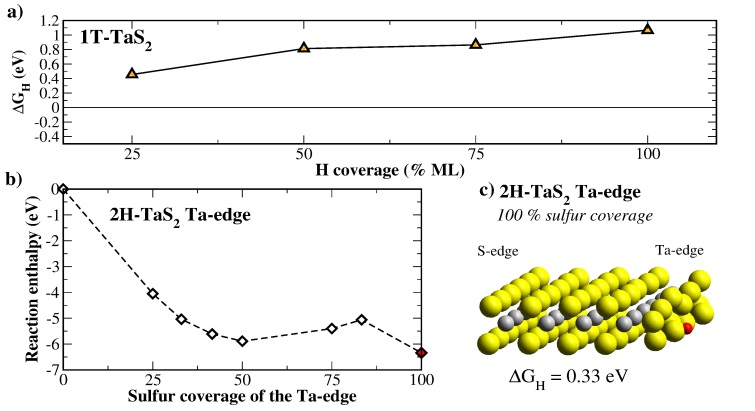 a)
1T-TaS2
ΔGH (eV)
1.2
1
0.8
0.6
0.4
0.2
0
-0.2
-0.4
25
50
75
100
H coverage (% ML)
b)
2H-TaS2 Ta-edge
Reaction enthalpy (eV)
0
-1
-2
-3
-4
-5
-6
-7
0
25
50
75
100
Sulfur coverage of the Ta-edge
c) 2H-TaS2 Ta-edge
100 % sulfur coverage
S-edge Ta-edge
ΔGH = 0.33 eV